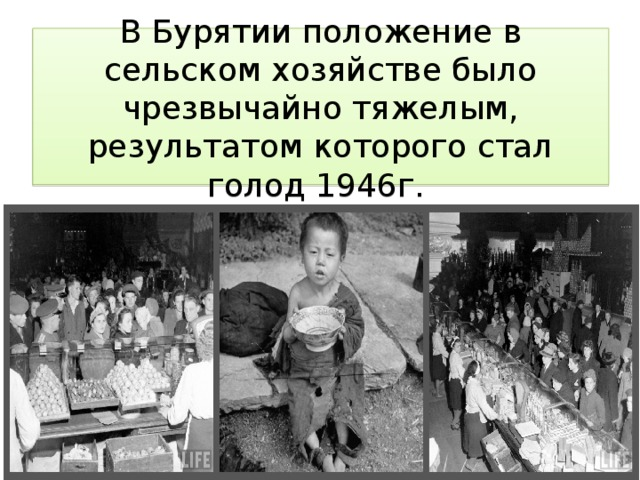 В Бурятии положение в
сельском хозяйстве было
чрезвычайно тяжелым,
результатом которого стал
голод 1946г.
LIFE
LIFE